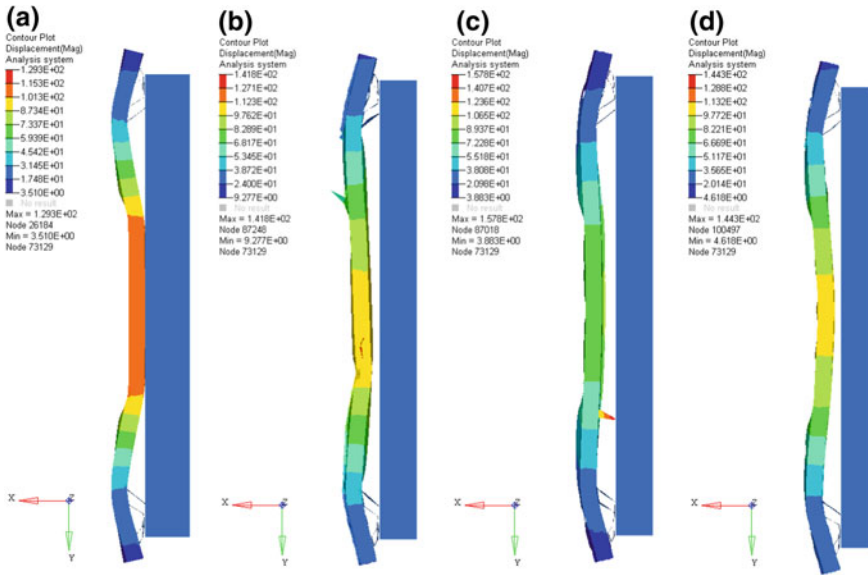 (a)
Contour Plot
Displacement(Mag)
Analysis system
1.293E+02
1.153E+02
1.013E+02
8.734E+01
7.337E+01
5.939E+01
4.542E+01
3.145E+01
1.748E+01
3.510E+00
No result
Max = 1.293E+02
Node 26184
Min = 3.510E+00
Node 73129
X
Z
Y
(b)
Contour Plot
Displacement(Mag)
Analysis system
1.418E+02
1.271E+02
1.123E+02
9.762E+01
8.289E+01
6.817E+01
5.345E+01
3.872E+01
2.400E+01
9.277E+00
No result
Max = 1.418E+02
Node 87248
Min = 9.277E+00
Node 73129
X
Z
Y
(c)
Contour Plot
Displacement(Mag)
Analysis system
1.578E+02
1.407E+02
1.236E+02
1.065E+02
8.937E+01
7.228E+01
5.518E+01
3.808E+01
2.098E+01
3.883E+00
No result
Max = 1.578E+02
Node 87018
Min = 3.883E+00
Node 73129
X
Z
Y
(d)
Contour Plot
Displacement(Mag)
Analysis system
1.443E+02
1.288E+02
1.132E+02
9.772E+01
8.221E+01
6.669E+01
5.117E+01
3.565E+01
2.014E+01
4.618E+00
No result
Max = 1.443E+02
Node 100497
Min = 4.618E+00
Node 73129
X
Z
Y